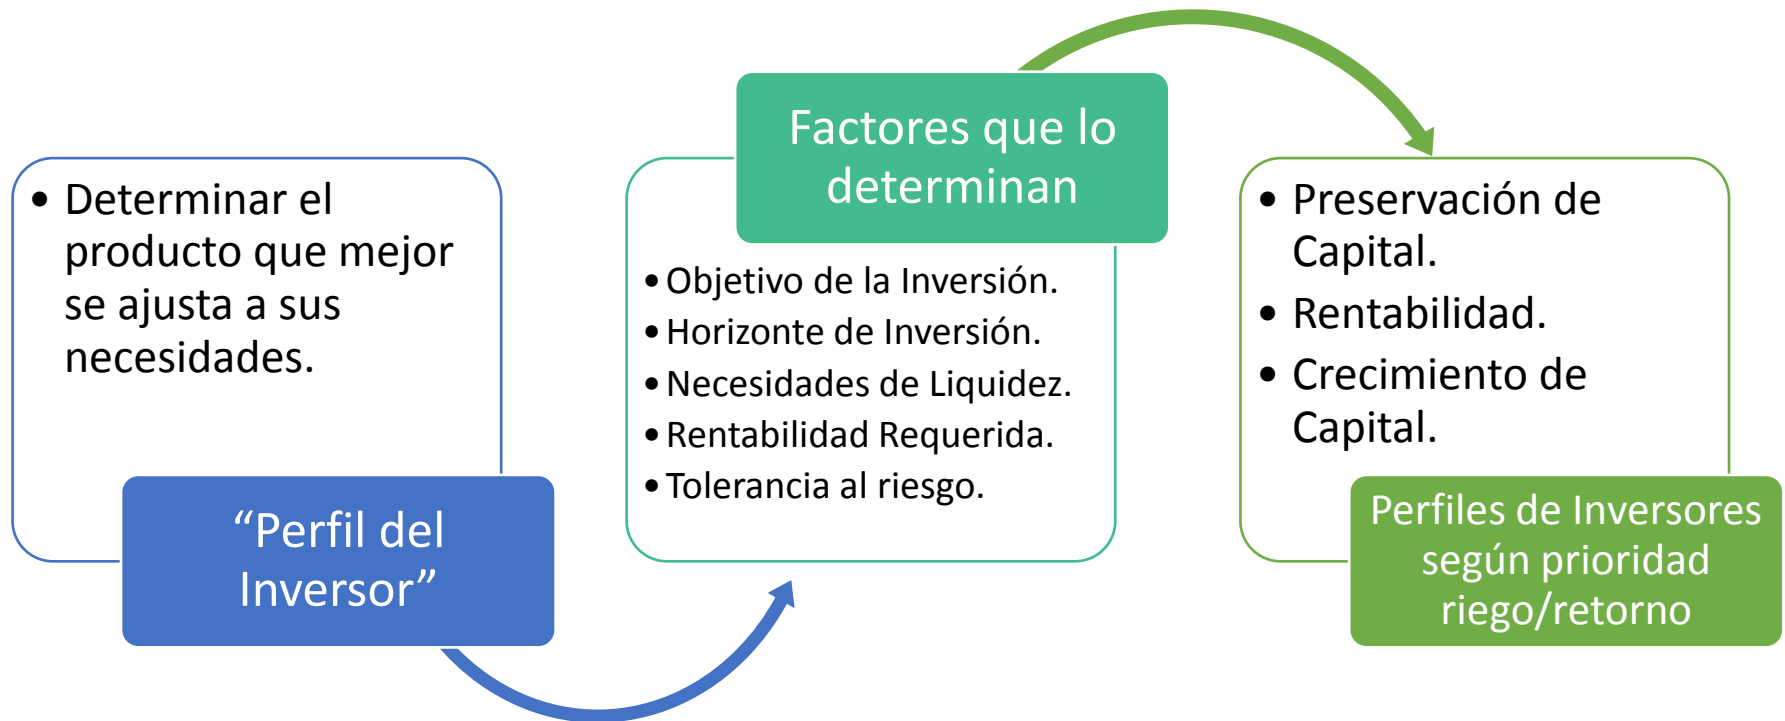 • Determinar el
producto que mejor
se ajusta a sus
necesidades.
“Perfil del
Inversor”
Factores que lo
determinan
• Objetivo de la Inversión.
• Horizonte de Inversión.
• Necesidades de Liquidez.
• Rentabilidad Requerida.
• Tolerancia al riesgo.
• Preservación de
Capital.
• Rentabilidad.
• Crecimiento de
Capital.
Perfiles de Inversores
según prioridad
riego/retorno